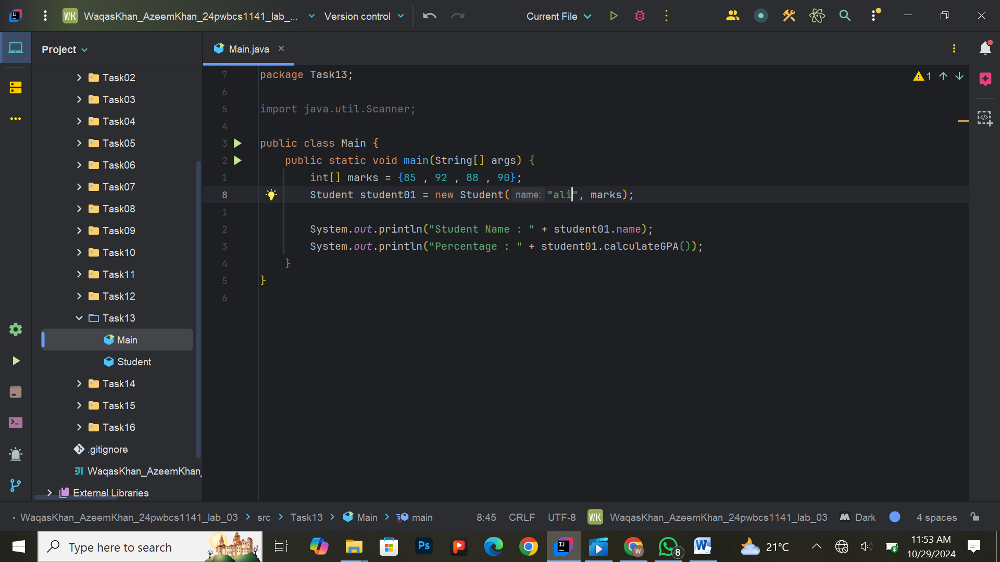 WK WaqasKhan_AzeemKhan_24pwbcs1141_lab_... Version control Current File
Project
Main.java
Task02
Task03
Task04
Task05
Task06
Task07
Task08
Task09
Task10
Task11
Task12
Task13
Main
Student
Task14
Task15
Task16
.gitignore
WaqasKhan_AzeemKhan_
External Libraries
1
7 package Task13;
6
5 import java.util.Scanner;
4
3 public class Main {
2 public static void main(String[] args) {
1 int[] marks = {85 , 92 , 88 , 90};
8 Student student01 = new Student( name: "ali", marks);
1
2 System.out.println("Student Name : " + student01.name);
3 System.out.println("Percentage : " + student01.calculateGPA());
4 }
5 }
6
WaqasKhan_AzeemKhan_24pwbcs1141_lab_03 > src > Task13 > Main > main 8:45 CRLF UTF-8 WK WaqasKhan_AzeemKhan_24pwbcs1141_lab_03 Dark 4 spaces
Type here to search
Ps
IJ
W
8
W
21°C
11:53 AM
10/29/2024